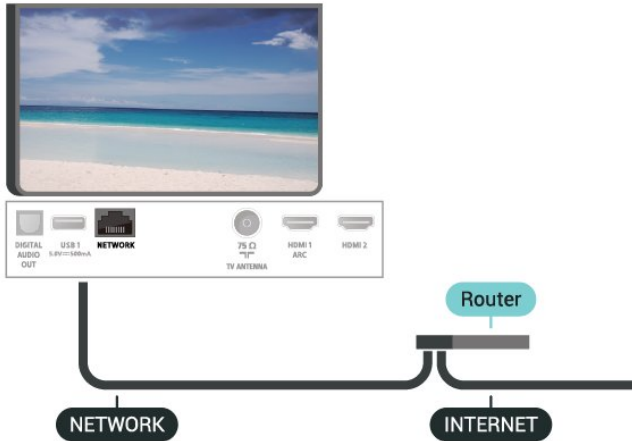 DIGITAL
AUDIO
OUT
USB 1
5.0V⎓500mA
NETWORK
75 Ω
TV ANTENNA
HDMI 1
ARC
HDMI 2
Router
NETWORK
INTERNET